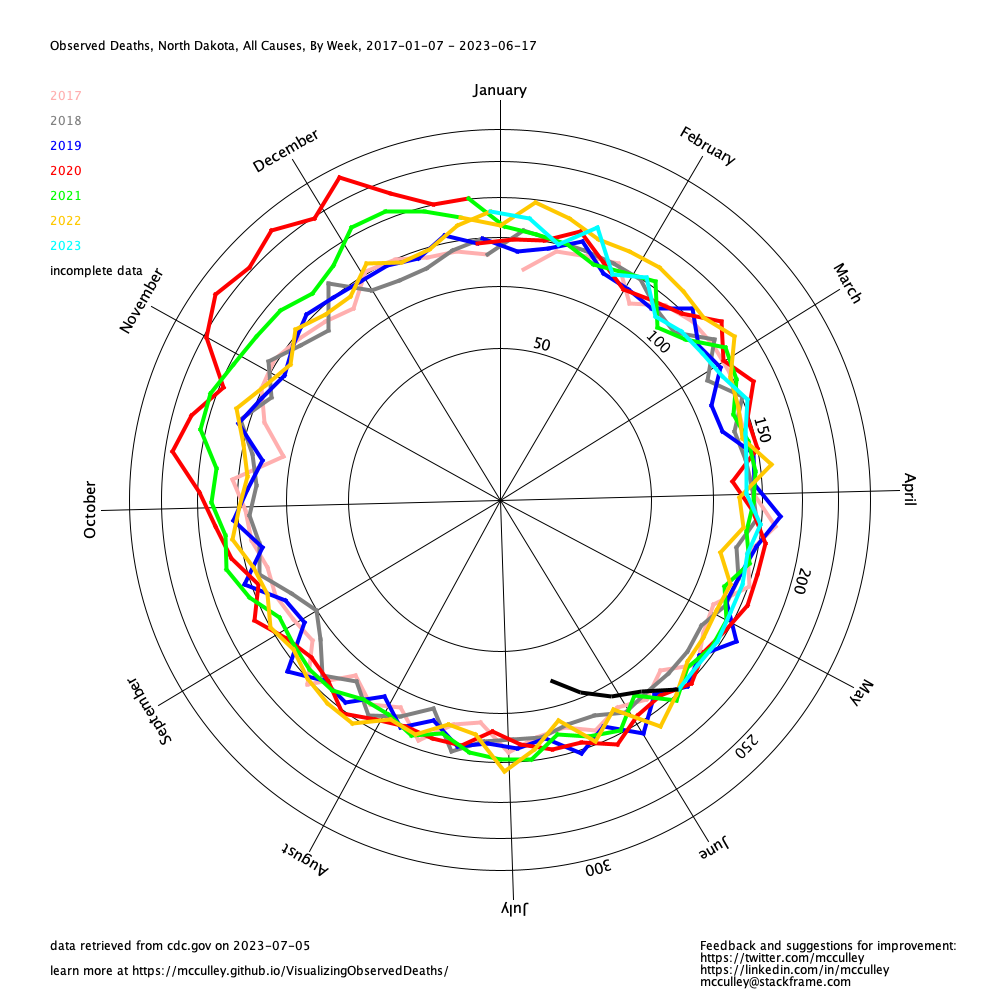 Observed Deaths, North Dakota, All Causes, By Week, 2017-01-07 - 2023-06-17
January
2017
2018
2019
2020
2021
2022
2023
incomplete data
December
February
November
March
50
100
150
October
April
200
250
300
September
May
August
June
July
data retrieved from cdc.gov on 2023-07-05
learn more at https://mcculley.github.io/VisualizingObservedDeaths/
Feedback and suggestions for improvement:
https://twitter.com/mcculley
https://linkedin.com/in/mcculley
mcculley@stackframe.com